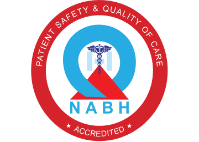 PATIENT SAFETY & QUALITY OF CARE
NABH
ACCREDITED